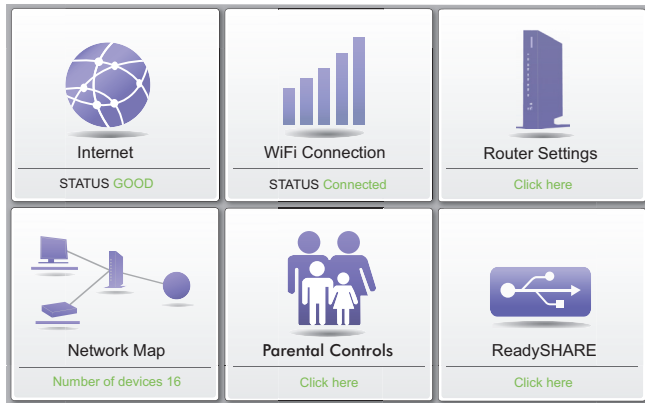 Internet
STATUS GOOD
WiFi Connection
STATUS Connected
Router Settings
Click here
Network Map
Number of devices 16
Parental Controls
Click here
ReadySHARE
Click here